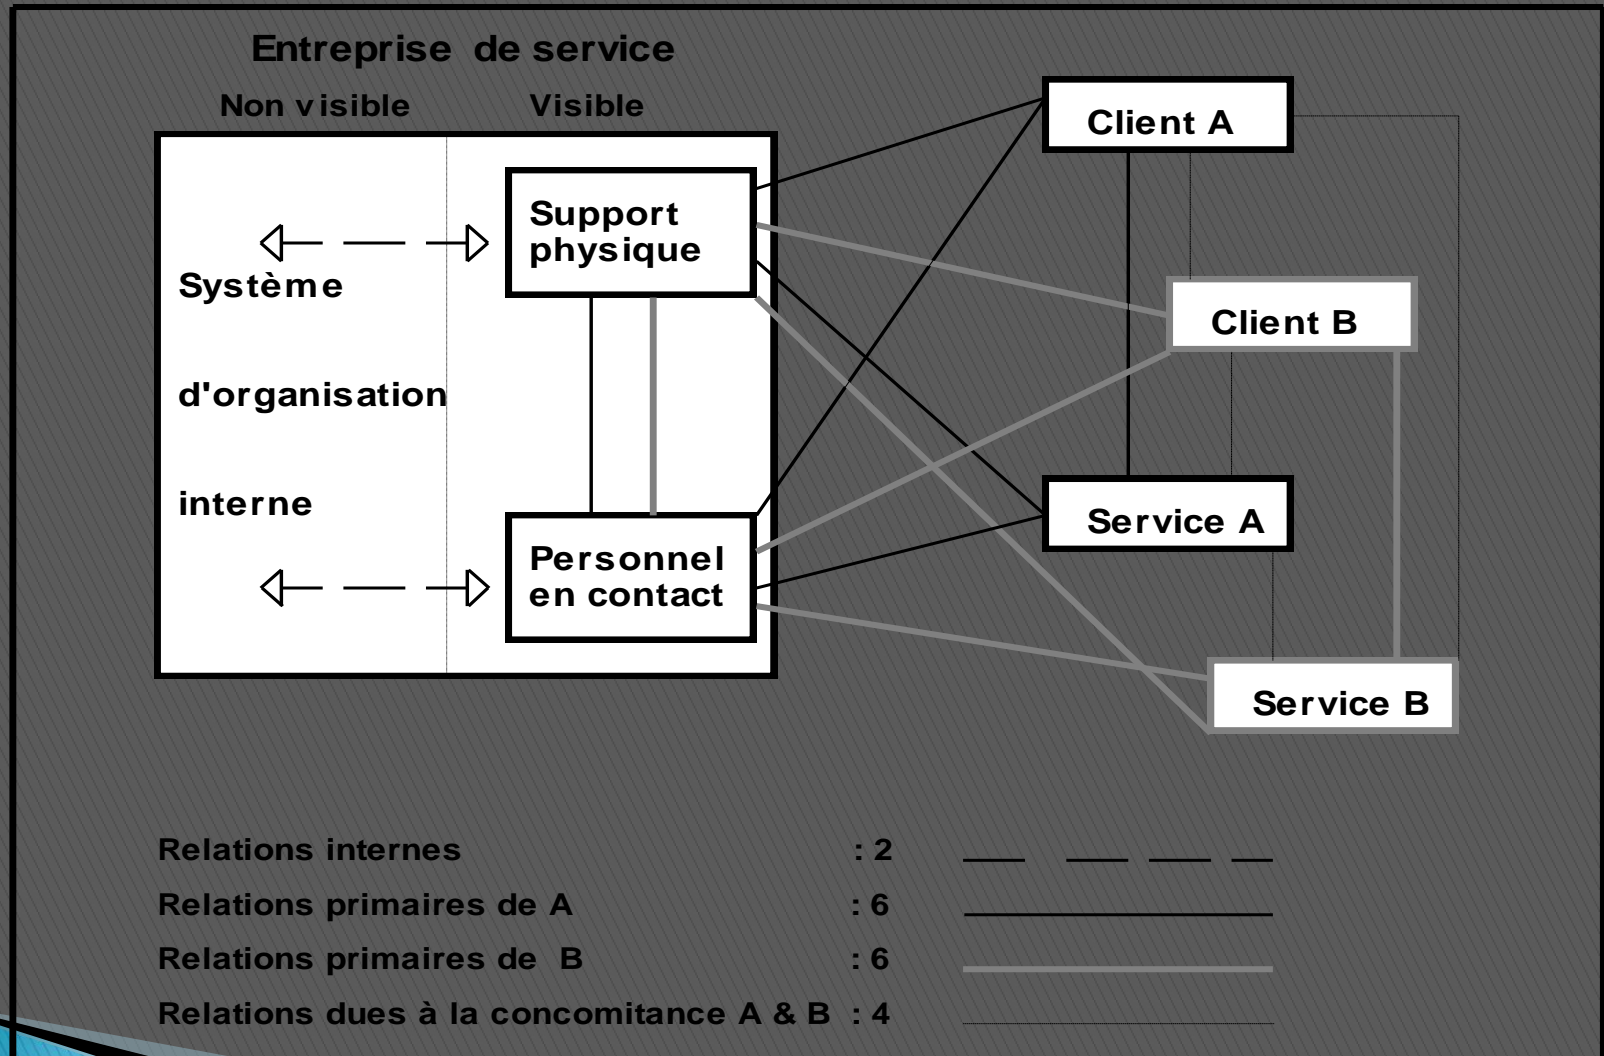 Entreprise de service
Non visible Visible
Client A
Support
physique
Système
Client B
d'organisation
interne
Service A
Personnel
en contact
Service B
Relations internes : 2
Relations primaires de A : 6
Relations primaires de B : 6
Relations dues à la concomitance A & B : 4